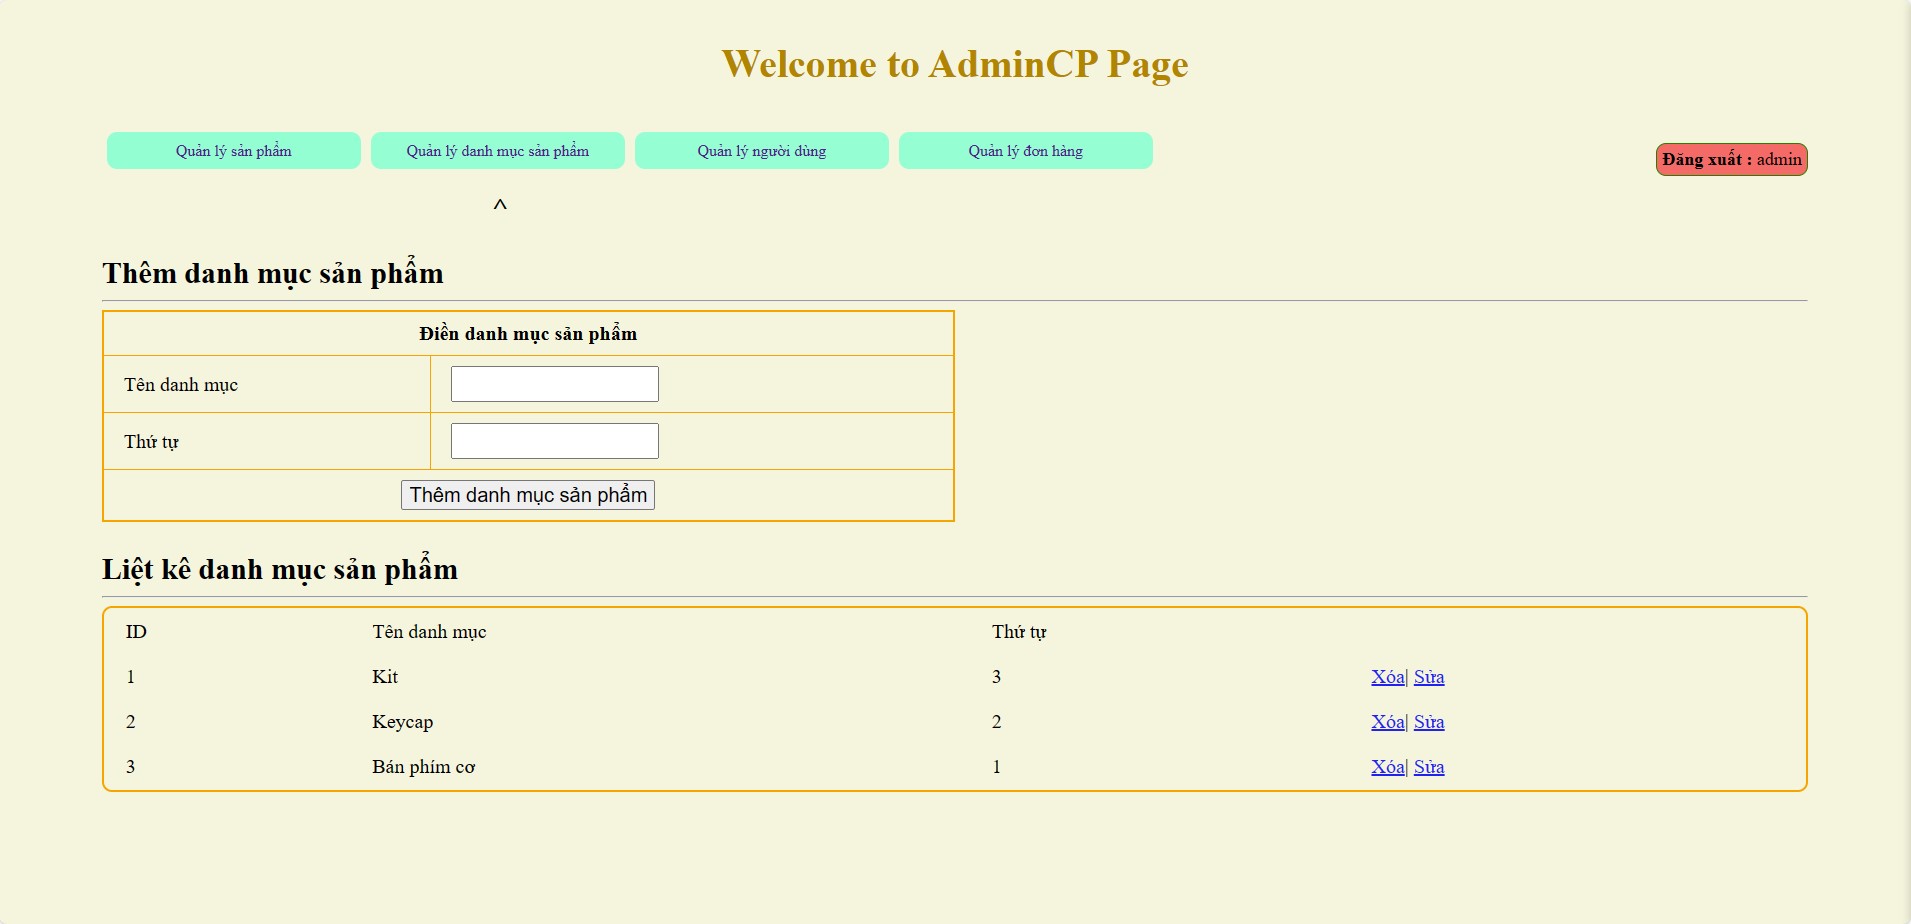 Welcome to AdminCP Page
Quản lý sản phẩm Quản lý danh mục sản phẩm Quản lý người dùng Quản lý đơn hàng
Đăng xuất : admin
^
Thêm danh mục sản phẩm
Điền danh mục sản phẩm
Tên danh mục
Thứ tự
Thêm danh mục sản phẩm
Liệt kê danh mục sản phẩm
ID Tên danh mục Thứ tự
1 Kit 3 Xóa| Sửa
2 Keycap 2 Xóa| Sửa
3 Bán phím cơ 1 Xóa| Sửa